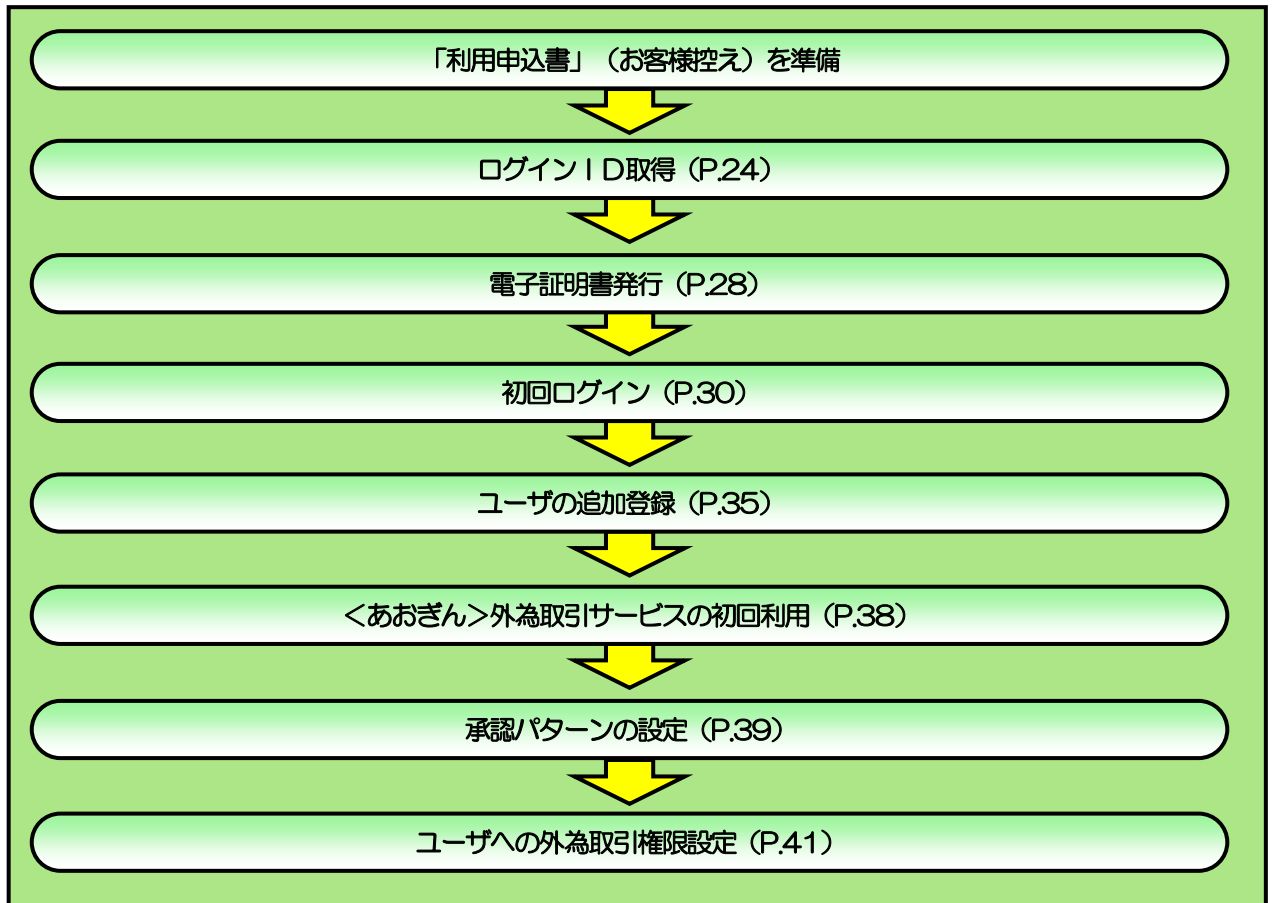 「利用申込書」（お客様控え）を準備
ログインＩＤ取得（P.24）
電子証明書発行（P.28）
初回ログイン（P.30）
ユーザの追加登録（P.35）
＜あおぎん＞外為取引サービスの初回利用（P.38）
承認パターンの設定（P.39）
ユーザへの外為取引権限設定（P.41）